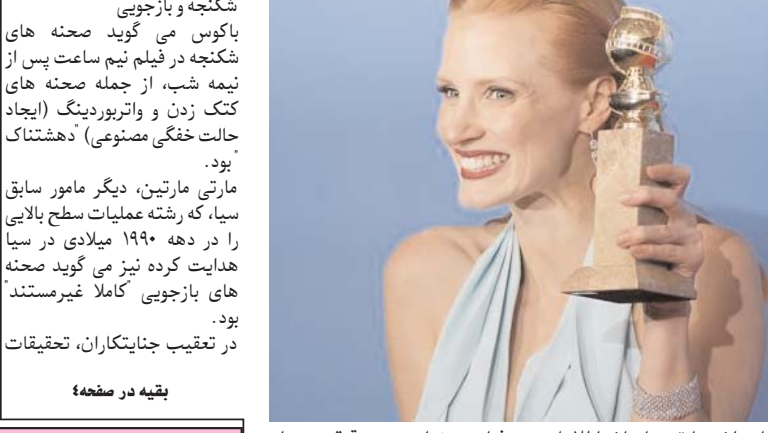 شکنجه و بازجویی
باکوس می گوید صحنه های
شکنجه در فیلم نیم ساعت پس از
نیمه شب، از جمله صحنه های
کتک زدن و واتربوردینگ (ایجاد
حالت خفگی مصنوعی) "دهشتناک
" بود.
مارتی مارتین، دیگر مامور سابق
سیا، که رشته عملیات سطح بالایی
را در دهه ۱۹۹۰ میلادی در سیا
هدایت کرده نیز می گوید صحنه
های بازجویی "کاملا غیرمستند"
بود.
در تعقیب جنایتکاران، تحقیقات
بقیه در صفحه٤